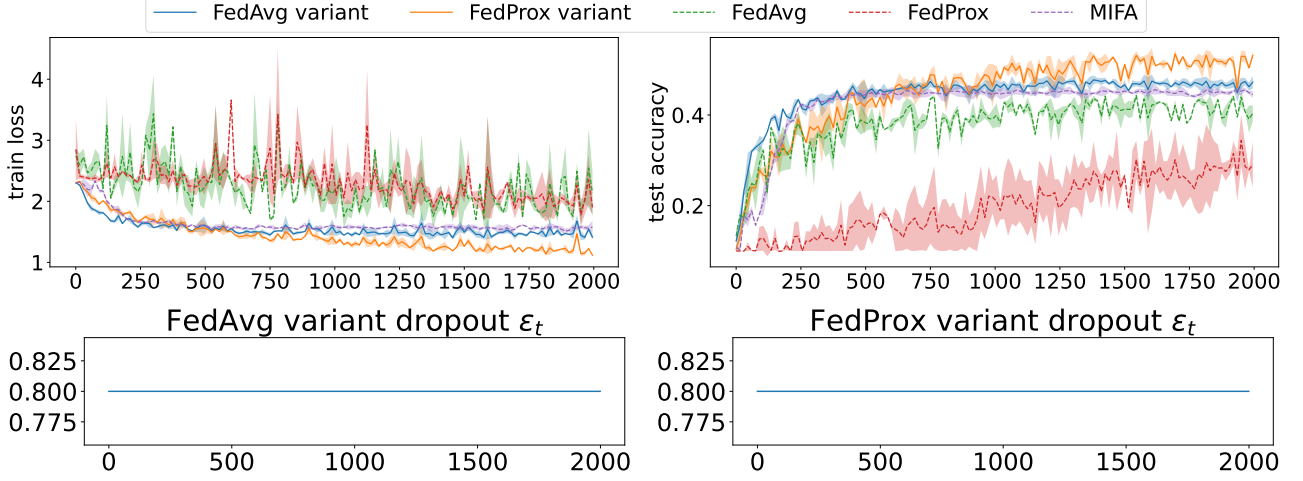 FedAvg variant FedProx variant FedAvg FedProx MIFA
train loss
4
3
2
1
0 250 500 750 1000 1250 1500 1750 2000
test accuracy
0.4
0.2
0 250 500 750 1000 1250 1500 1750 2000
FedAvg variant dropout ε_t
0.825
0.800
0.775
0 500 1000 1500 2000
FedProx variant dropout ε_t
0.825
0.800
0.775
0 500 1000 1500 2000